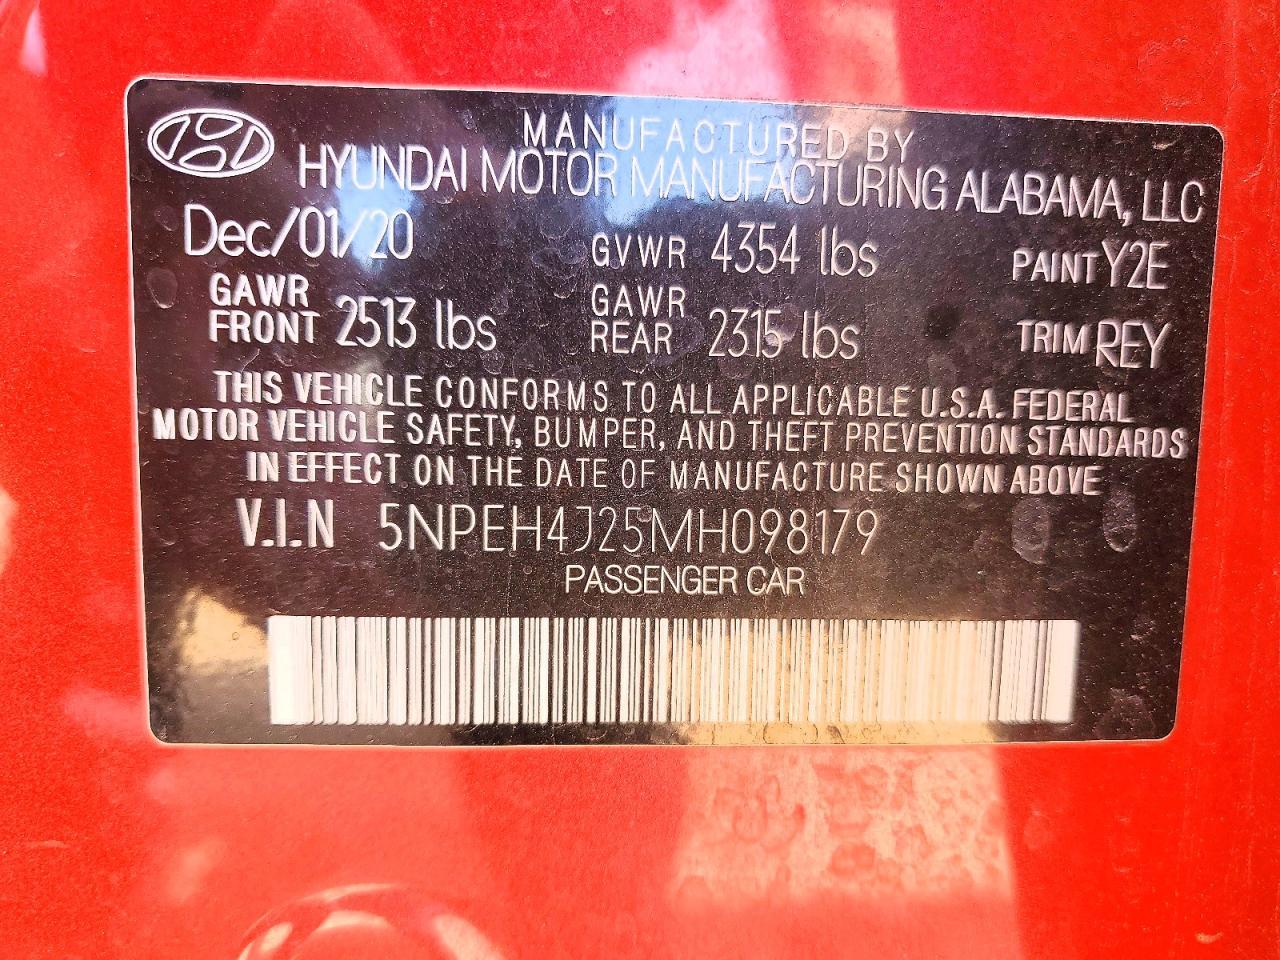 MANUFACTURED BY
HYUNDAI MOTOR MANUFACTURING ALABAMA, LLC
Dec/01/20 GVWR 4354 lbs PAINT Y2E
GAWR FRONT 2513 lbs GAWR REAR 2315 lbs TRIM REY
THIS VEHICLE CONFORMS TO ALL APPLICABLE U.S.A. FEDERAL
MOTOR VEHICLE SAFETY, BUMPER, AND THEFT PREVENTION STANDARDS
IN EFFECT ON THE DATE OF MANUFACTURE SHOWN ABOVE
V.I.N 5NPEH4J25MH098179
PASSENGER CAR